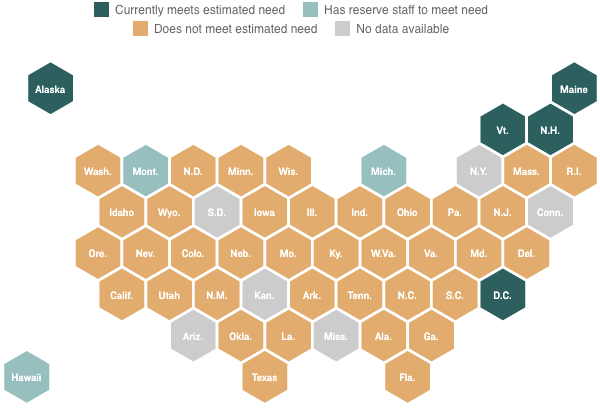 Currently meets estimated need Has reserve staff to meet need
Does not meet estimated need No data available
Alaska Maine
Vt. N.H.
Wash. Mont. N.D. Minn. Wis. Mich. N.Y. Mass. R.I.
Idaho Wyo. S.D. Iowa Ill. Ind. Ohio Pa. N.J. Conn.
Ore. Nev. Colo. Neb. Mo. Ky. W.Va. Va. Md. Del.
Calif. Utah N.M. Kan. Ark. Tenn. N.C. S.C. D.C.
Ariz. Okla. La. Miss. Ala. Ga.
Hawaii Texas Fla.